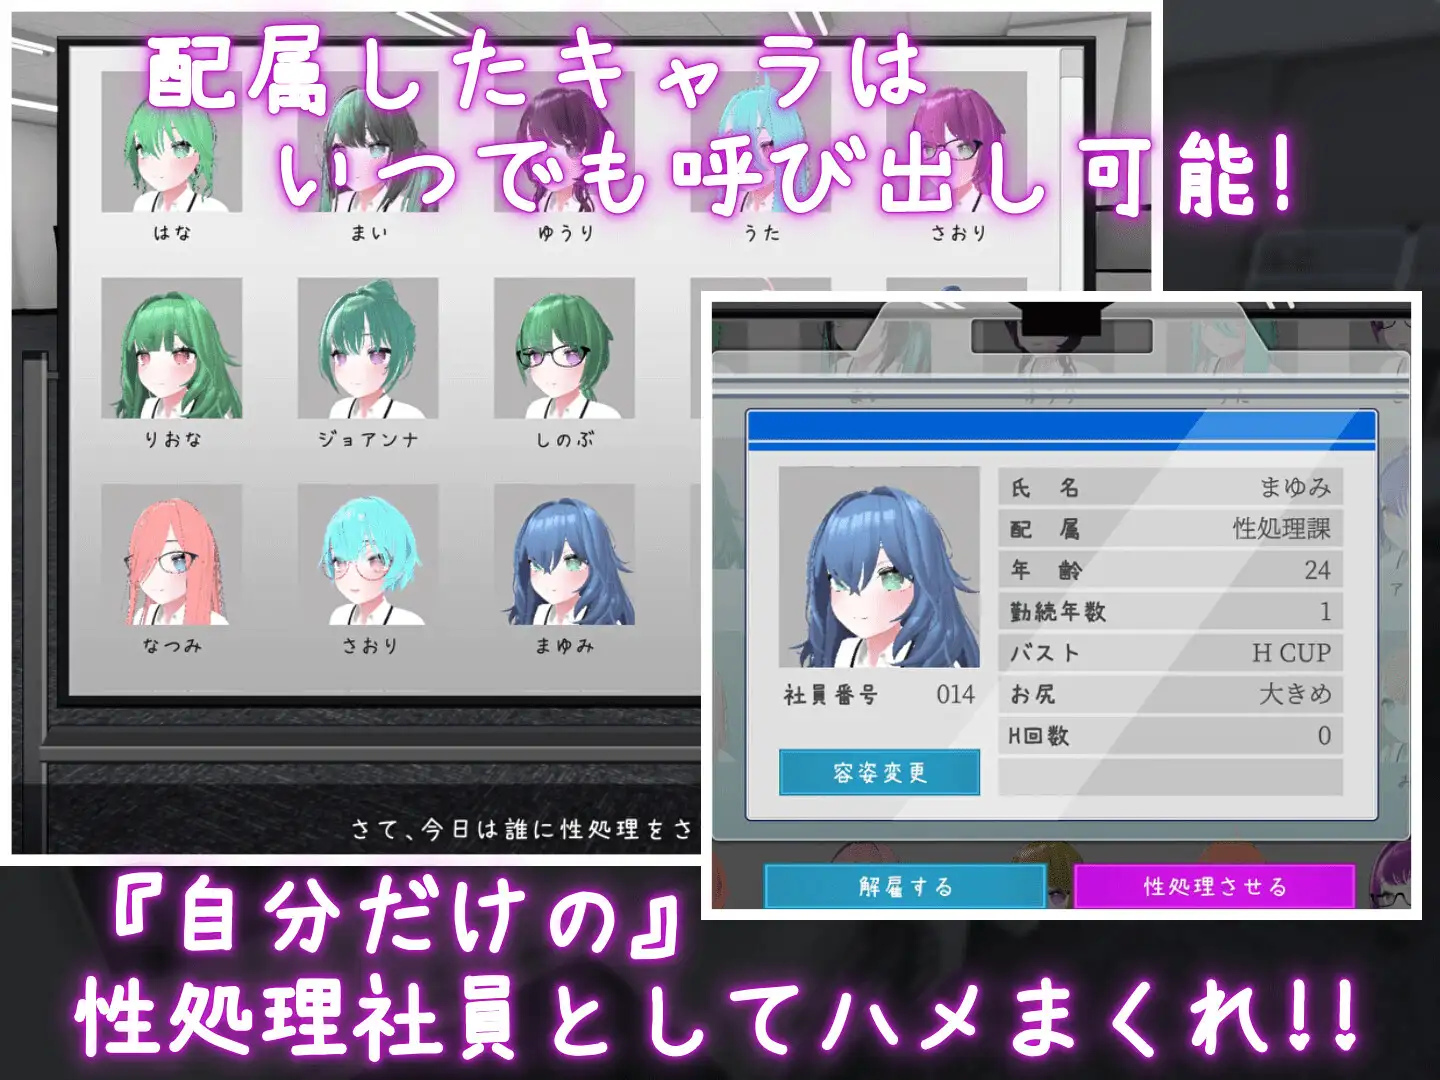 配属したキャラは
いつでも呼び出し可能!
はな
まい
ゆうり
うた
さおり
りおな
ジョアンナ
しのぶ
なつみ
さおり
まゆみ
さて、今日は誰に性処理をさ
氏 名 まゆみ
配 属 性処理課
年 齢 24
勤続年数 1
バスト H CUP
お尻 大きめ
H回数 0
社員番号 014
容姿変更
解雇する
性処理させる
『自分だけの』
性処理社員としてハメまくれ!!